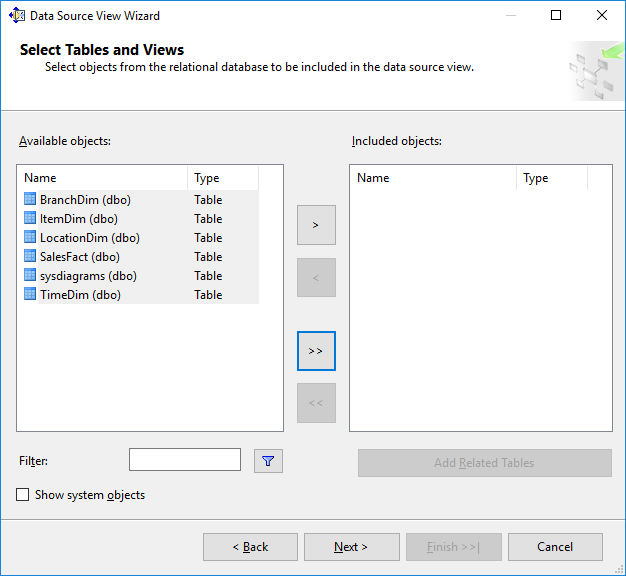 Data Source View Wizard
Select Tables and Views
Select objects from the relational database to be included in the data source view.
Available objects:
Included objects:
Name Type
BranchDim (dbo) Table
ItemDim (dbo) Table
LocationDim (dbo) Table
SalesFact (dbo) Table
sysdiagrams (dbo) Table
TimeDim (dbo) Table
Name Type
>
<
>>
<<
Filter:
Add Related Tables
Show system objects
< Back
Next >
Finish >>|
Cancel